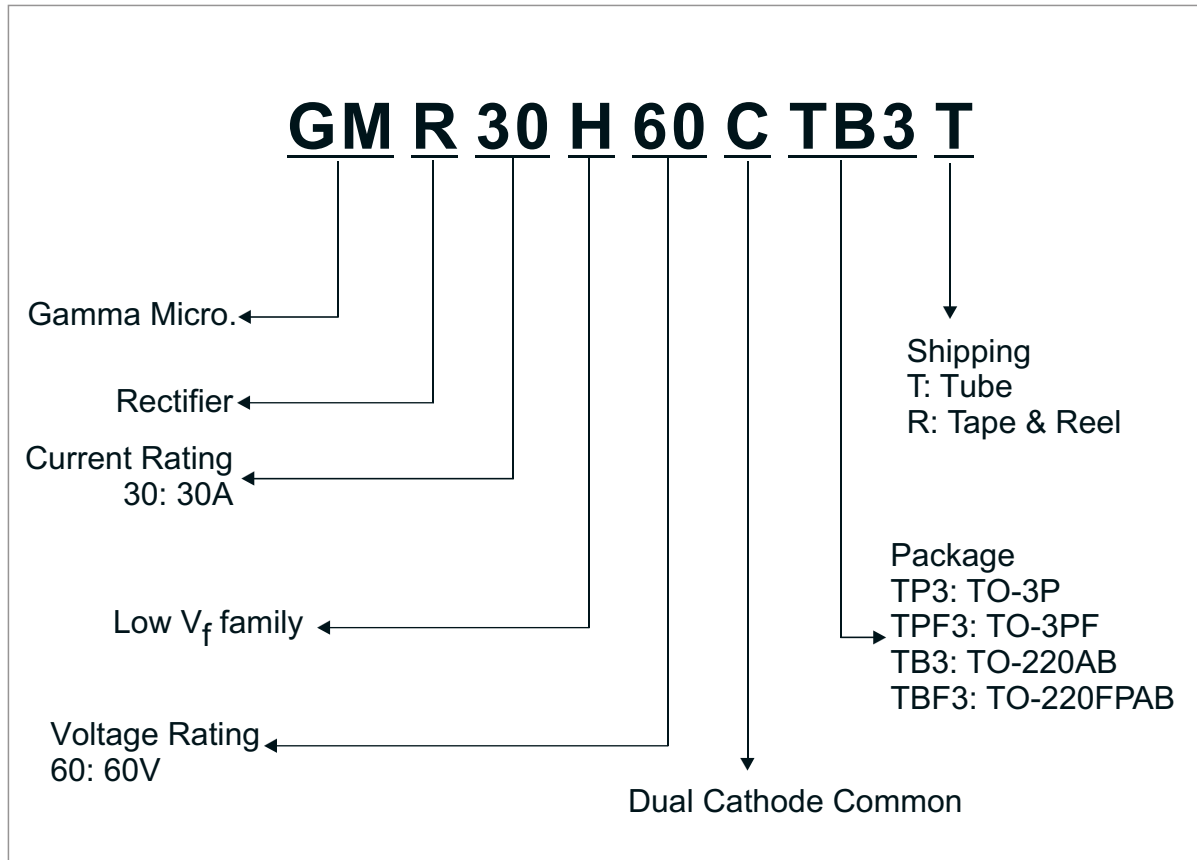 GM R 30 H 60 C TB3 T
Gamma Micro.
Rectifier
Current Rating
30: 30A
Low Vf family
Voltage Rating
60: 60V
Dual Cathode Common
Package
TP3: TO-3P
TPF3: TO-3PF
TB3: TO-220AB
TBF3: TO-220FPAB
Shipping
T: Tube
R: Tape & Reel